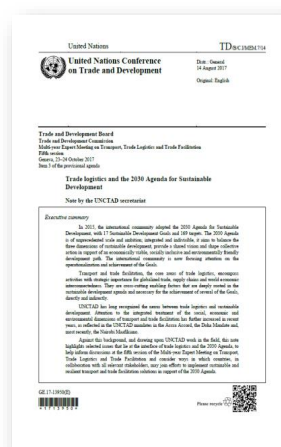 United Nations
TD/B/C.I/MEM.7/14
United Nations Conference
on Trade and Development
Distr.: General
14 August 2017
Original: English
Trade and Development Board
Trade and Development Commission
Multi-year Expert Meeting on Transport, Trade Logistics and Trade Facilitation
Fifth session
Geneva, 23–24 October 2017
Item 3 of the provisional agenda
Trade logistics and the 2030 Agenda for Sustainable
Development
Note by the UNCTAD secretariat
Executive summary
In 2015, the international community adopted the 2030 Agenda for Sustainable
Development, with 17 Sustainable Development Goals and 169 targets. The 2030 Agenda
is of unprecedented scale and ambition; integrated and indivisible, it aims to balance the
three dimensions of sustainable development, provide a shared vision and shape collective
action in support of an economically viable, socially inclusive and environmentally friendly
development path. The international community is now focusing attention on the
operationalization and achievement of the Goals.
Transport and trade facilitation, the core areas of trade logistics, encompass
activities with strategic importance for globalized trade, supply chains and world economic
interconnectedness. They are cross-cutting enabling factors that are deeply rooted in the
sustainable development agenda and necessary for the achievement of several of the Goals,
directly and indirectly.
UNCTAD has long recognized the nexus between trade logistics and sustainable
development. Attention to the integrated treatment of the social, economic and
environmental dimensions of transport and trade facilitation has further increased in recent
years, as reflected in the UNCTAD mandates in the Accra Accord, the Doha Mandate and,
most recently, the Nairobi Maafikiano.
Against this background, and drawing upon UNCTAD work in the field, this note
highlights selected issues that lie at the interface of trade logistics and the 2030 Agenda, to
help inform discussions at the fifth session of the Multi-year Expert Meeting on Transport,
Trade Logistics and Trade Facilitation and consider ways in which countries, in
collaboration with all relevant stakeholders, may join efforts to implement sustainable and
resilient transport and trade facilitation solutions in support of the 2030 Agenda.
GE.17-13950(E)
Please recycle